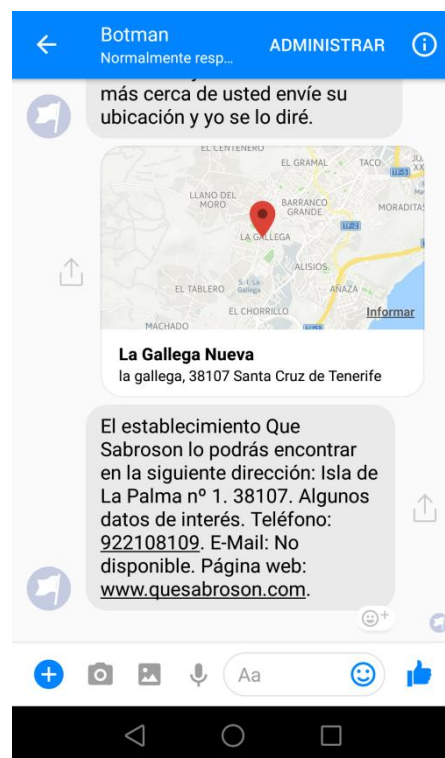 Botman
Normalmente resp...
ADMINISTRAR
más cerca de usted envíe su
ubicación y yo se lo diré.
EL CENTENERO
EL GRAMAL
TACO
LLANO DEL
MORO
BARRANCO
GRANDE
MORADITAS
LA GALLEGA
ALISIOS
EL TABLERO
S. I. La
Gallega
AÑAZA
EL CHORRILLO
Informar
MACHADO
La Gallega Nueva
la gallega, 38107 Santa Cruz de Tenerife
El establecimiento Que
Sabroson lo podrás encontrar
en la siguiente dirección: Isla de
La Palma nº 1. 38107. Algunos
datos de interés. Teléfono:
922108109. E-Mail: No
disponible. Página web:
www.quesabroson.com.
Aa